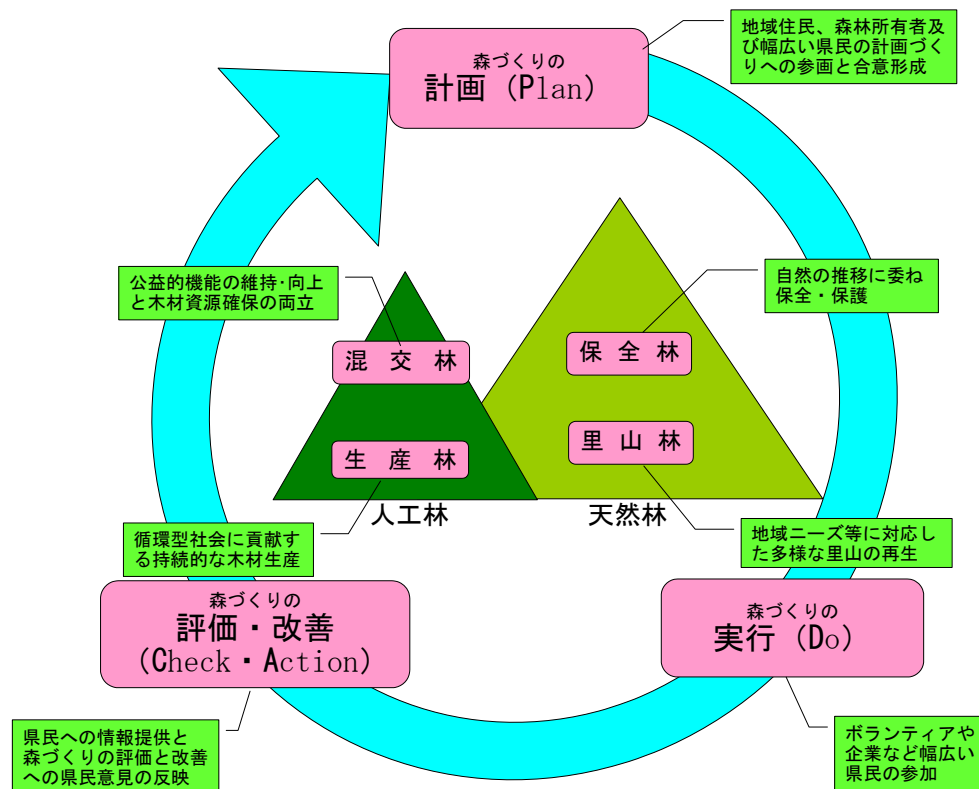 森づくりの
計画（Plan）
地域住民、森林所有者及
び幅広い県民の計画づく
りへの参画と合意形成
公益的機能の維持・向上
と木材資源確保の両立
自然の推移に委ね
保全・保護
混交林
保全林
生産林
里山林
人工林
天然林
循環型社会に貢献す
る持続的な木材生産
地域ニーズ等に対応し
た多様な里山の再生
森づくりの
評価・改善
（Check・Action）
森づくりの
実行（Do）
県民への情報提供と
森づくりの評価と改善
への県民意見の反映
ボランティアや
企業など幅広い
県民の参加